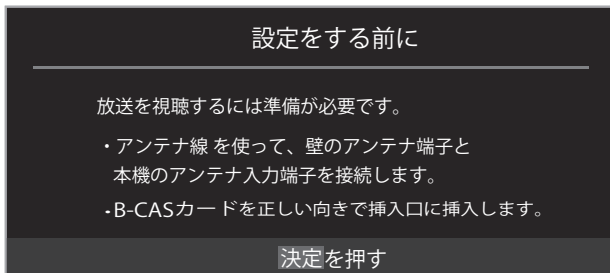 設定をする前に
放送を視聴するには準備が必要です。
・アンテナ線 を使って、壁のアンテナ端子と
本機のアンテナ入力端子を接続します。
・B-CASカードを正しい向きで挿入口に挿入します。
決定を押す